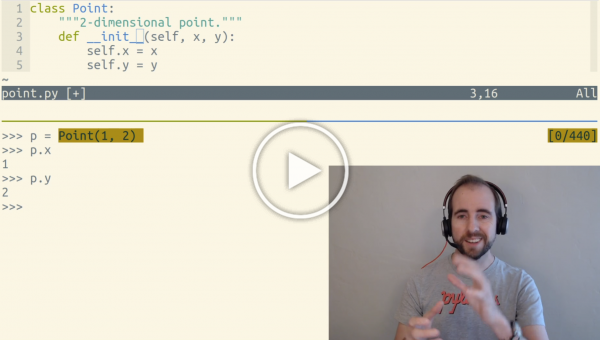 1 class Point:
2     """2-dimensional point."""
3     def __init__(self, x, y):
4         self.x = x
5         self.y = y
~
point.py [+] 3,16 All
>>> p = Point(1, 2) [0/440]
>>> p.x
1
>>> p.y
2
>>>